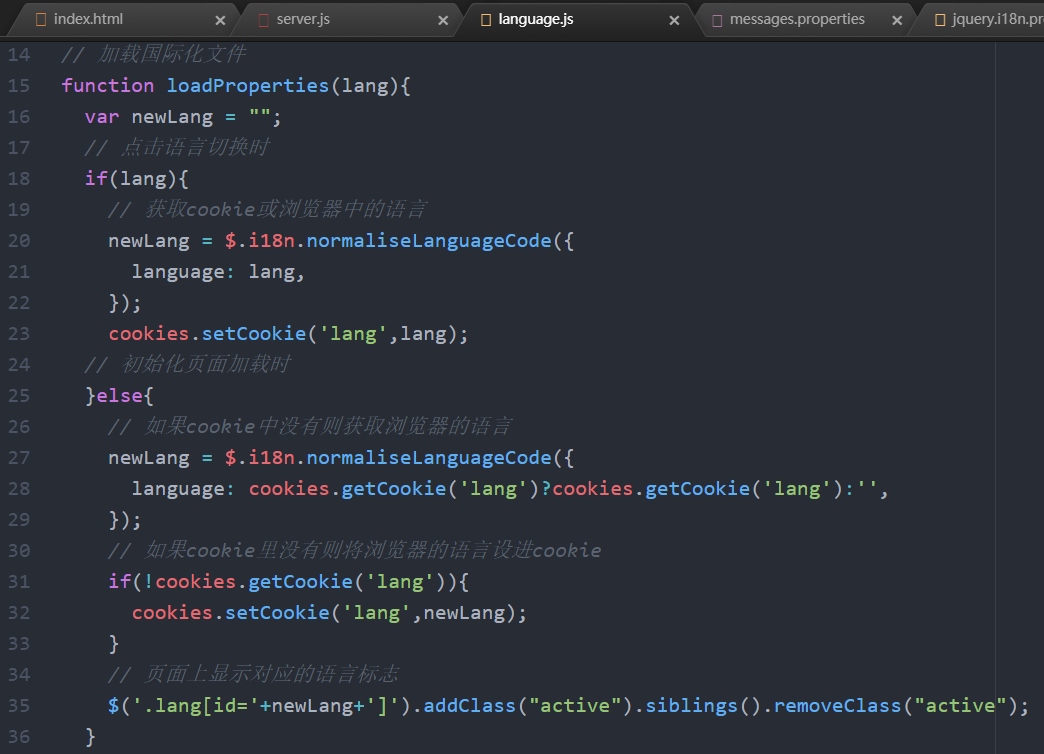 index.html × server.js × language.js × messages.properties × jquery.i18n.pr
14 // 加载国际化文件
15 function loadProperties(lang){
16 var newLang = "";
17 // 点击语言切换时
18 if(lang){
19 // 获取cookie或浏览器中的语言
20 newLang = $.i18n.normaliseLanguageCode({
21 language: lang,
22 });
23 cookies.setCookie('lang',lang);
24 // 初始化页面加载时
25 }else{
26 // 如果cookie中没有则获取浏览器的语言
27 newLang = $.i18n.normaliseLanguageCode({
28 language: cookies.getCookie('lang')?cookies.getCookie('lang'):'',
29 });
30 // 如果cookie里没有则将浏览器的语言设进cookie
31 if(!cookies.getCookie('lang')){
32 cookies.setCookie('lang',newLang);
33 }
34 // 页面上显示对应的语言标志
35 $('.lang[id='+newLang+']').addClass("active").siblings().removeClass("active");
36 }